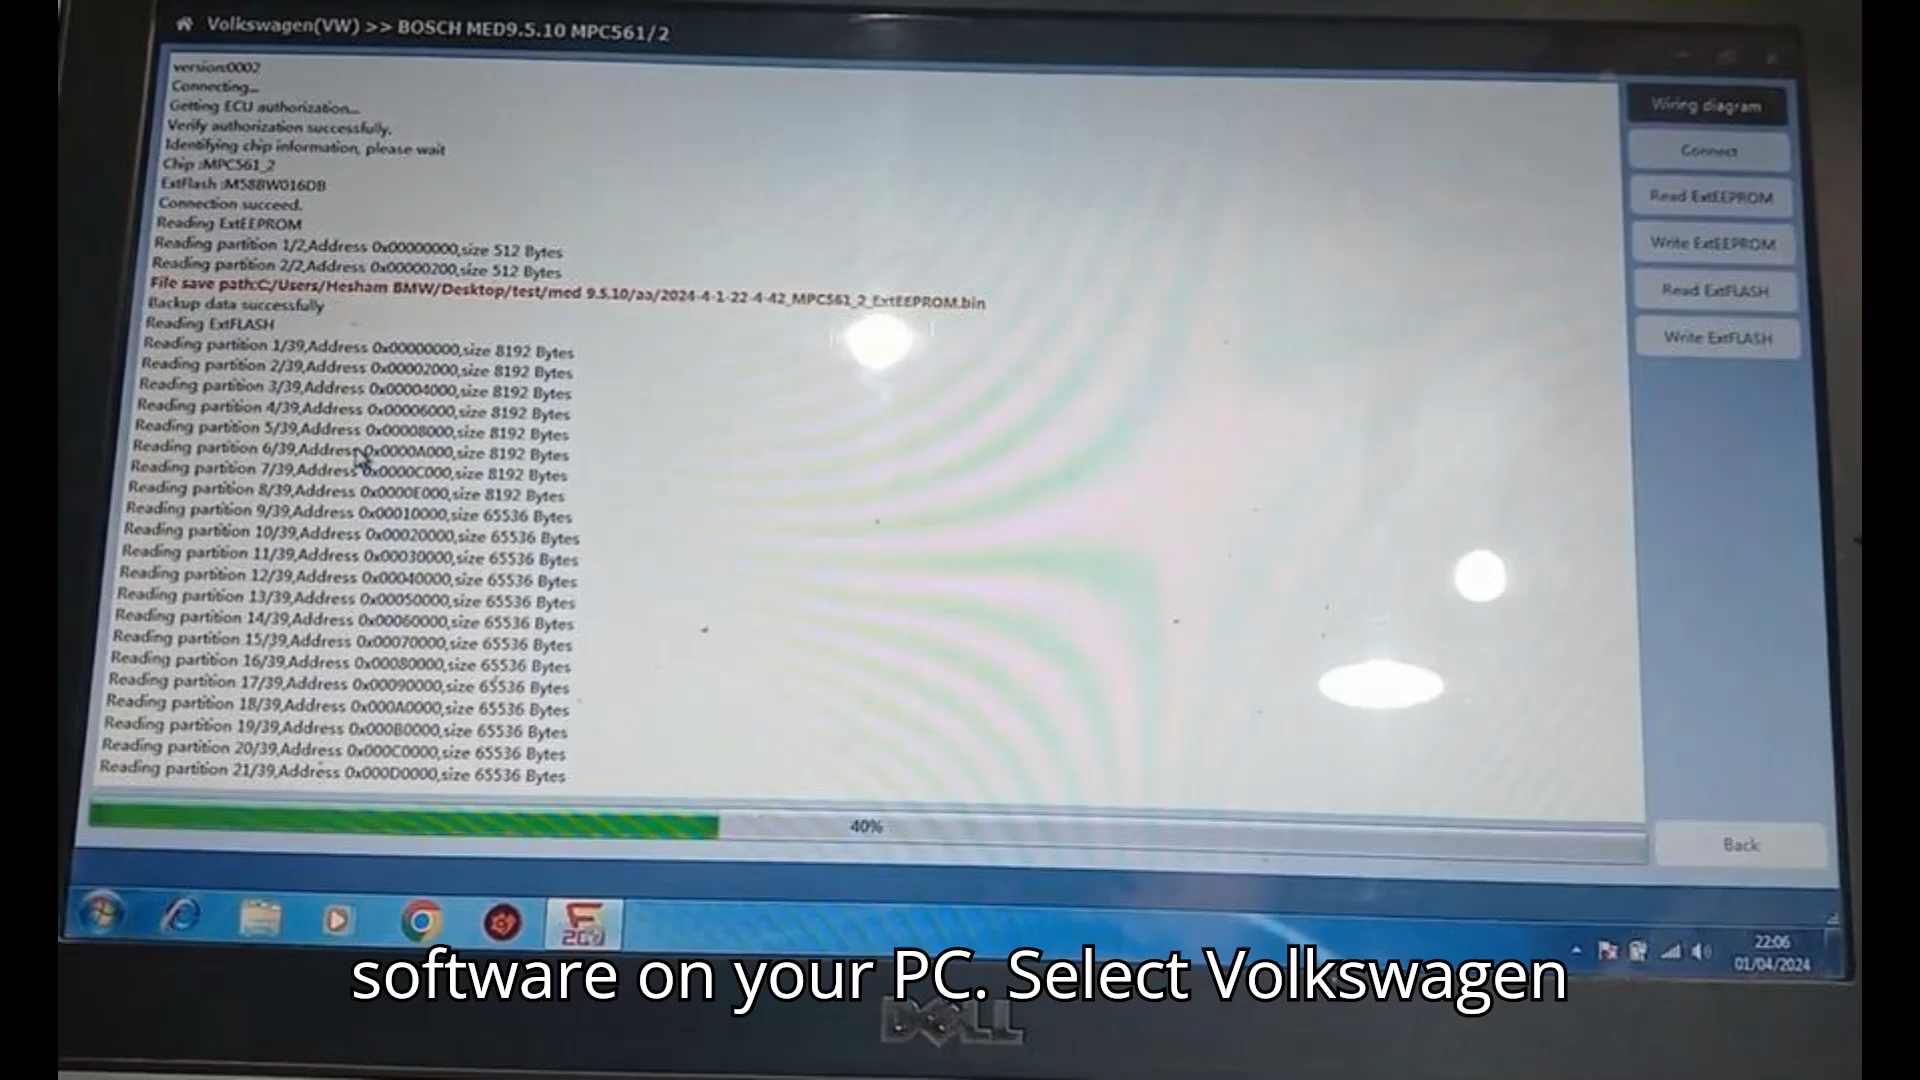 Volkswagen(VW) >> BOSCH MED9.5.10 MPC561/2
version:0002
Connecting...
Getting ECU authorization...
Verify authorization successfully.
Identifying chip information, please wait
Chip :MPC561_2
ExtFlash :M58BW016DB
Connection succeed.
Reading ExtEEPROM
Reading partition 1/2,Address 0x00000000,size 512 Bytes
Reading partition 2/2,Address 0x00000200,size 512 Bytes
File save path:C:/Users/Hesham BMW/Desktop/test/med 9.5.10/aa/2024-4-1-22-4-42_MPC561_2_ExtEEPROM.bin
Backup data successfully
Reading ExtFLASH
Reading partition 1/39,Address 0x00000000,size 8192 Bytes
Reading partition 2/39,Address 0x00002000,size 8192 Bytes
Reading partition 3/39,Address 0x00004000,size 8192 Bytes
Reading partition 4/39,Address 0x00006000,size 8192 Bytes
Reading partition 5/39,Address 0x00008000,size 8192 Bytes
Reading partition 6/39,Address 0x0000A000,size 8192 Bytes
Reading partition 7/39,Address 0x0000C000,size 8192 Bytes
Reading partition 8/39,Address 0x0000E000,size 8192 Bytes
Reading partition 9/39,Address 0x00010000,size 65536 Bytes
Reading partition 10/39,Address 0x00020000,size 65536 Bytes
Reading partition 11/39,Address 0x00030000,size 65536 Bytes
Reading partition 12/39,Address 0x00040000,size 65536 Bytes
Reading partition 13/39,Address 0x00050000,size 65536 Bytes
Reading partition 14/39,Address 0x00060000,size 65536 Bytes
Reading partition 15/39,Address 0x00070000,size 65536 Bytes
Reading partition 16/39,Address 0x00080000,size 65536 Bytes
Reading partition 17/39,Address 0x00090000,size 65536 Bytes
Reading partition 18/39,Address 0x000A0000,size 65536 Bytes
Reading partition 19/39,Address 0x000B0000,size 65536 Bytes
Reading partition 20/39,Address 0x000C0000,size 65536 Bytes
Reading partition 21/39,Address 0x000D0000,size 65536 Bytes
40%
Wiring diagram
Connect
Read ExtEEPROM
Write ExtEEPROM
Read ExtFLASH
Write ExtFLASH
Back
22:06
01/04/2024
software on your PC. Select Volkswagen
DELL